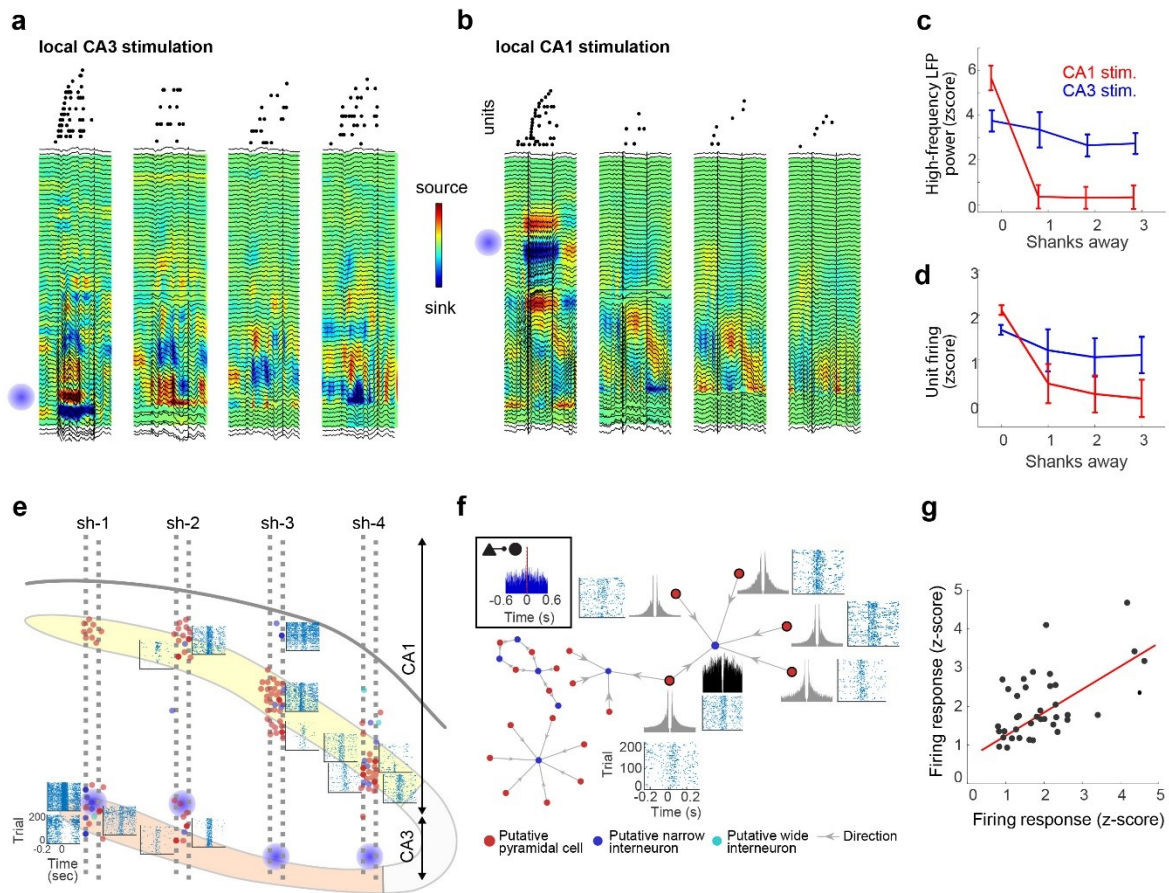 a
local CA3 stimulation
source
sink
b
local CA1 stimulation
units
c
High-frequency LFP
power (zscore)
6
4
2
0
CA1 stim.
CA3 stim.
0 1 2 3
Shanks away
d
Unit firing
(zscore)
3
2
1
0
0 1 2 3
Shanks away
e
sh-1 sh-2 sh-3 sh-4
CA1
CA3
Trial
200
0
-0.2 0
Time
(sec)
f
-0.6 0 0.6
Time (s)
Trial
200
100
0
-0.2 0.2
Time (s)
Putative
pyramidal cell
Putative narrow
interneuron
Putative wide
interneuron
Direction
g
Firing response (z-score)
5
4
3
2
1
0
0 1 2 3 4 5
Firing response (z-score)